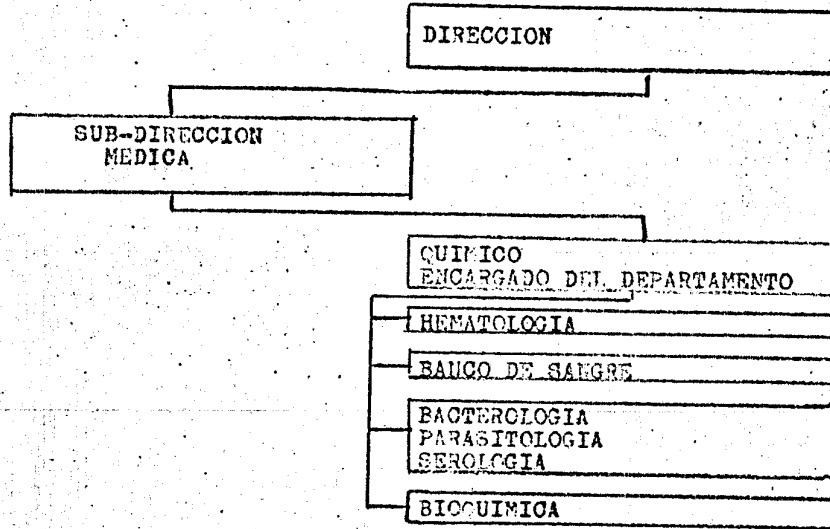 DIRECCION
SUB-DIRECCION
MEDICA
QUIMICO
ENCARGADO DEL DEPARTAMENTO
HEMATOLOGIA
BANCO DE SANGRE
BACTEROLOGIA
PARASITOLOGIA
SEROLOGIA
BIOQUIMICA